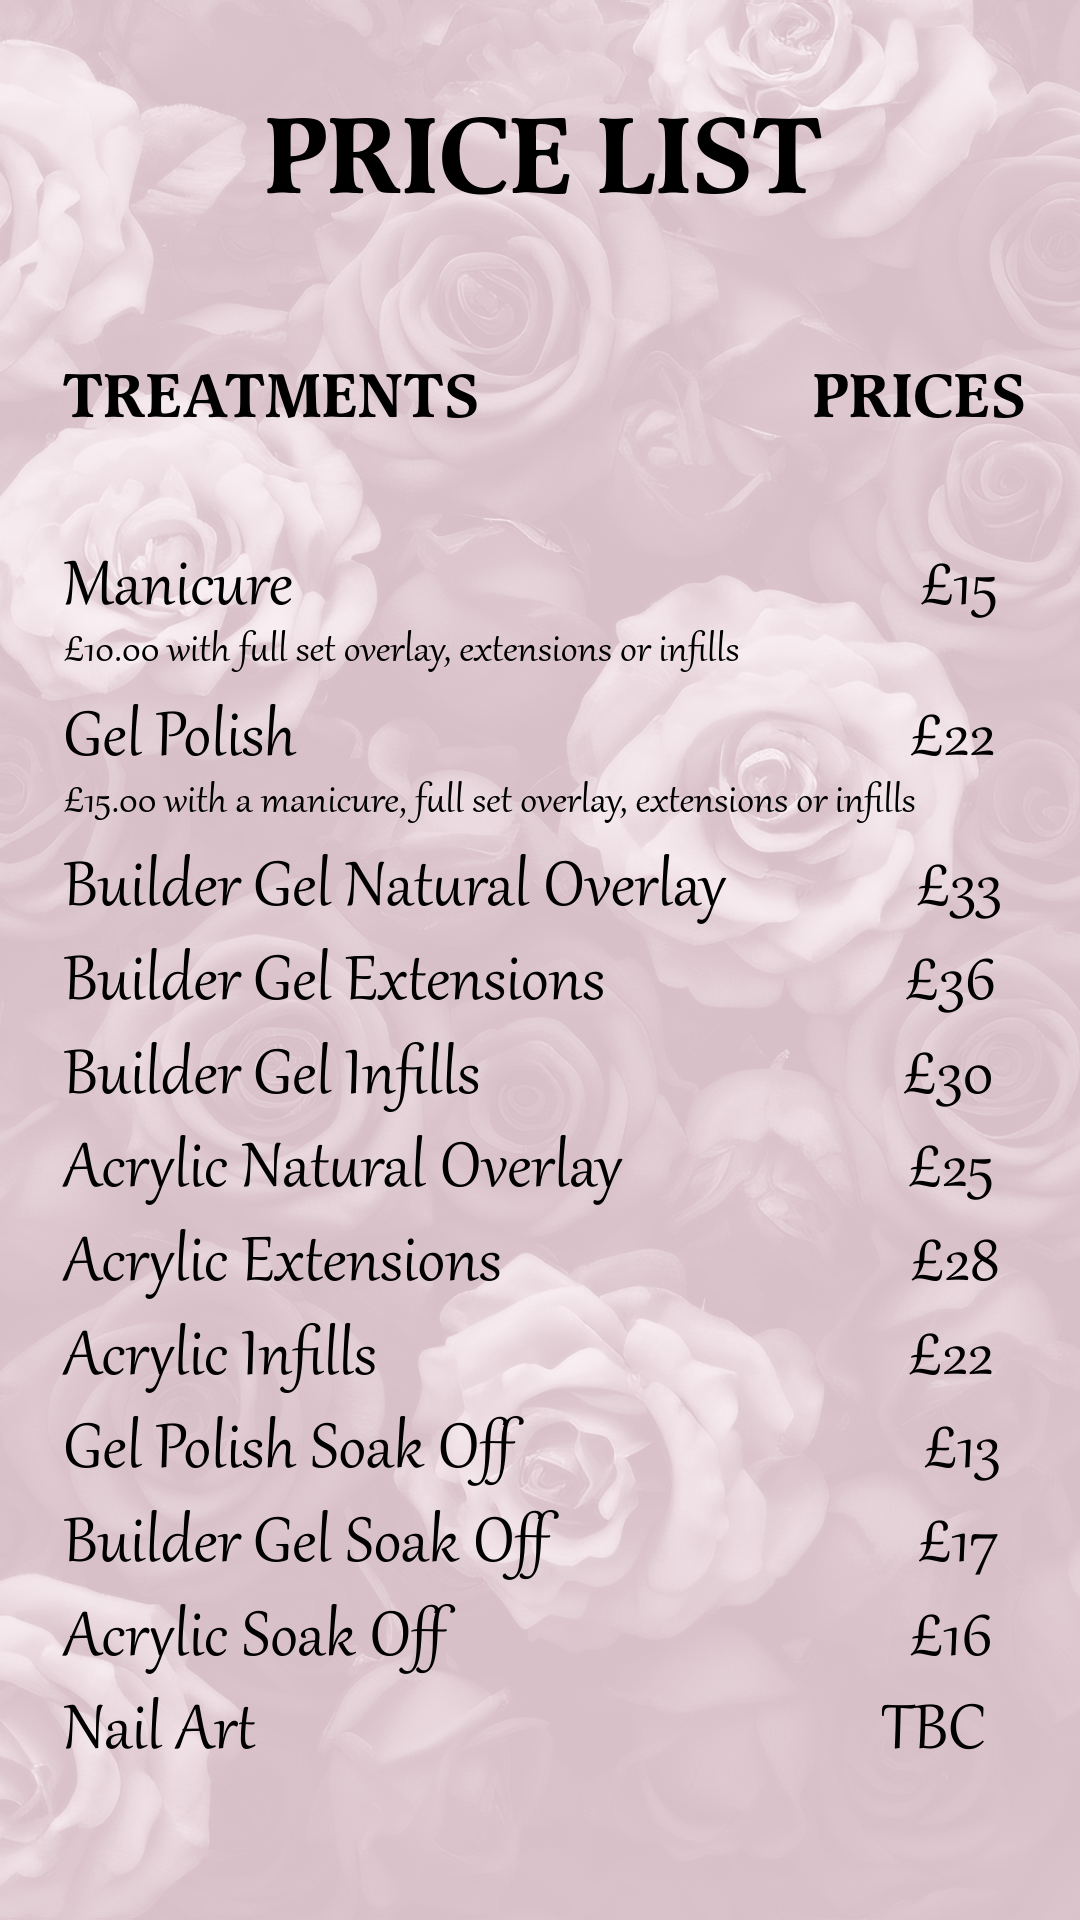 PRICE LIST
TREATMENTS PRICES
Manicure £15
£10.00 with full set overlay, extensions or infills
Gel Polish £22
£15.00 with a manicure, full set overlay, extensions or infills
Builder Gel Natural Overlay £33
Builder Gel Extensions £36
Builder Gel Infills £30
Acrylic Natural Overlay £25
Acrylic Extensions £28
Acrylic Infills £22
Gel Polish Soak Off £13
Builder Gel Soak Off £17
Acrylic Soak Off £16
Nail Art TBC